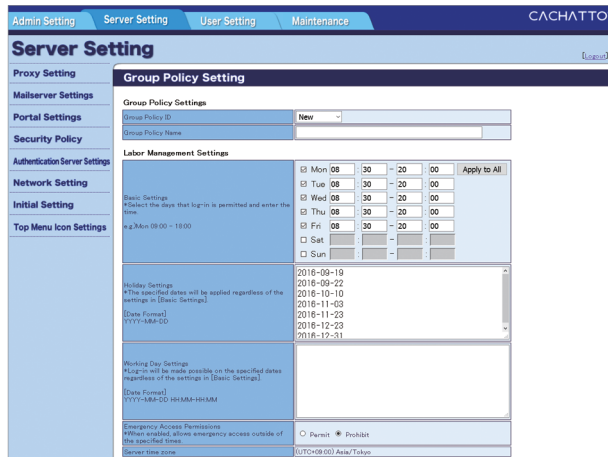 Admin Setting
Server Setting
User Setting
Maintenance
CACHATTO
Server Setting
[Logout]
Proxy Setting
Mailserver Settings
Portal Settings
Security Policy
Authentication Server Settings
Network Setting
Initial Setting
Top Menu Icon Settings
Group Policy Setting
Group Policy Settings
Group Policy ID
New
Group Policy Name
Labor Management Settings
Basic Settings
*Select the days that log-in is permitted and enter the
time.
e.g.)Mon 09:00 - 18:00
Mon 08 : 30 - 20 : 00 Apply to All
Tue 08 : 30 - 20 : 00
Wed 08 : 30 - 20 : 00
Thu 08 : 30 - 20 : 00
Fri 08 : 30 - 20 : 00
Sat : - :
Sun : - :
Holiday Settings
*The specified dates will be applied regardless of the
settings in [Basic Settings].
[Date Format]
YYYY-MM-DD
2016-09-19
2016-09-22
2016-10-10
2016-11-03
2016-11-23
2016-12-23
2016-12-31
Working Day Settings
*Log-in will be made possible on the specified dates
regardless of the settings in [Basic Settings].
[Date Format]
YYYY-MM-DD HH:MM-HH:MM
Emergency Access Permissions
*When enabled, allows emergency access outside of
the specified times.
Permit Prohibit
Server time zone
(UTC+09:00) Asia/Tokyo